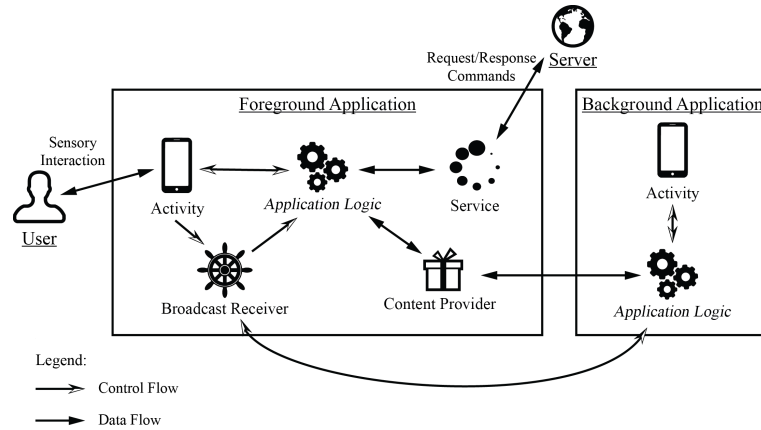 Request/Response
Commands
Server
Foreground Application
Background Application
Sensory
Interaction
User
Activity
Application Logic
Service
Activity
Broadcast Receiver
Content Provider
Application Logic
Legend:
Control Flow
Data Flow